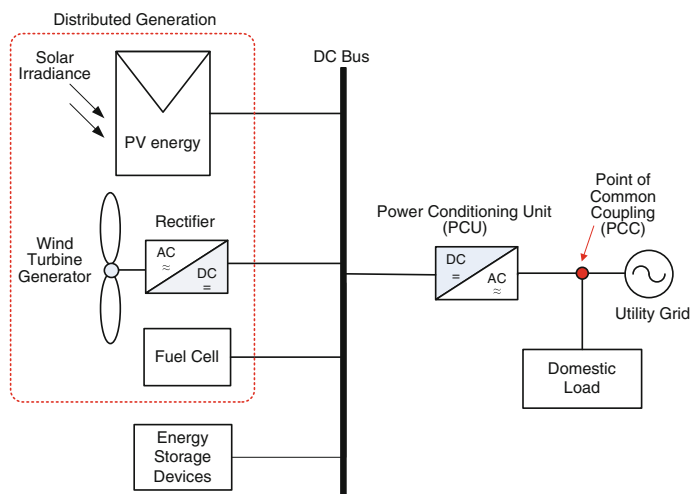 Distributed Generation
Solar
Irradiance
PV energy
DC Bus
Wind
Turbine
Generator
Rectifier
AC
≈
DC
=
Fuel Cell
Energy
Storage
Devices
Power Conditioning Unit
(PCU)
DC
=
AC
≈
Point of
Common
Coupling
(PCC)
Utility Grid
Domestic
Load